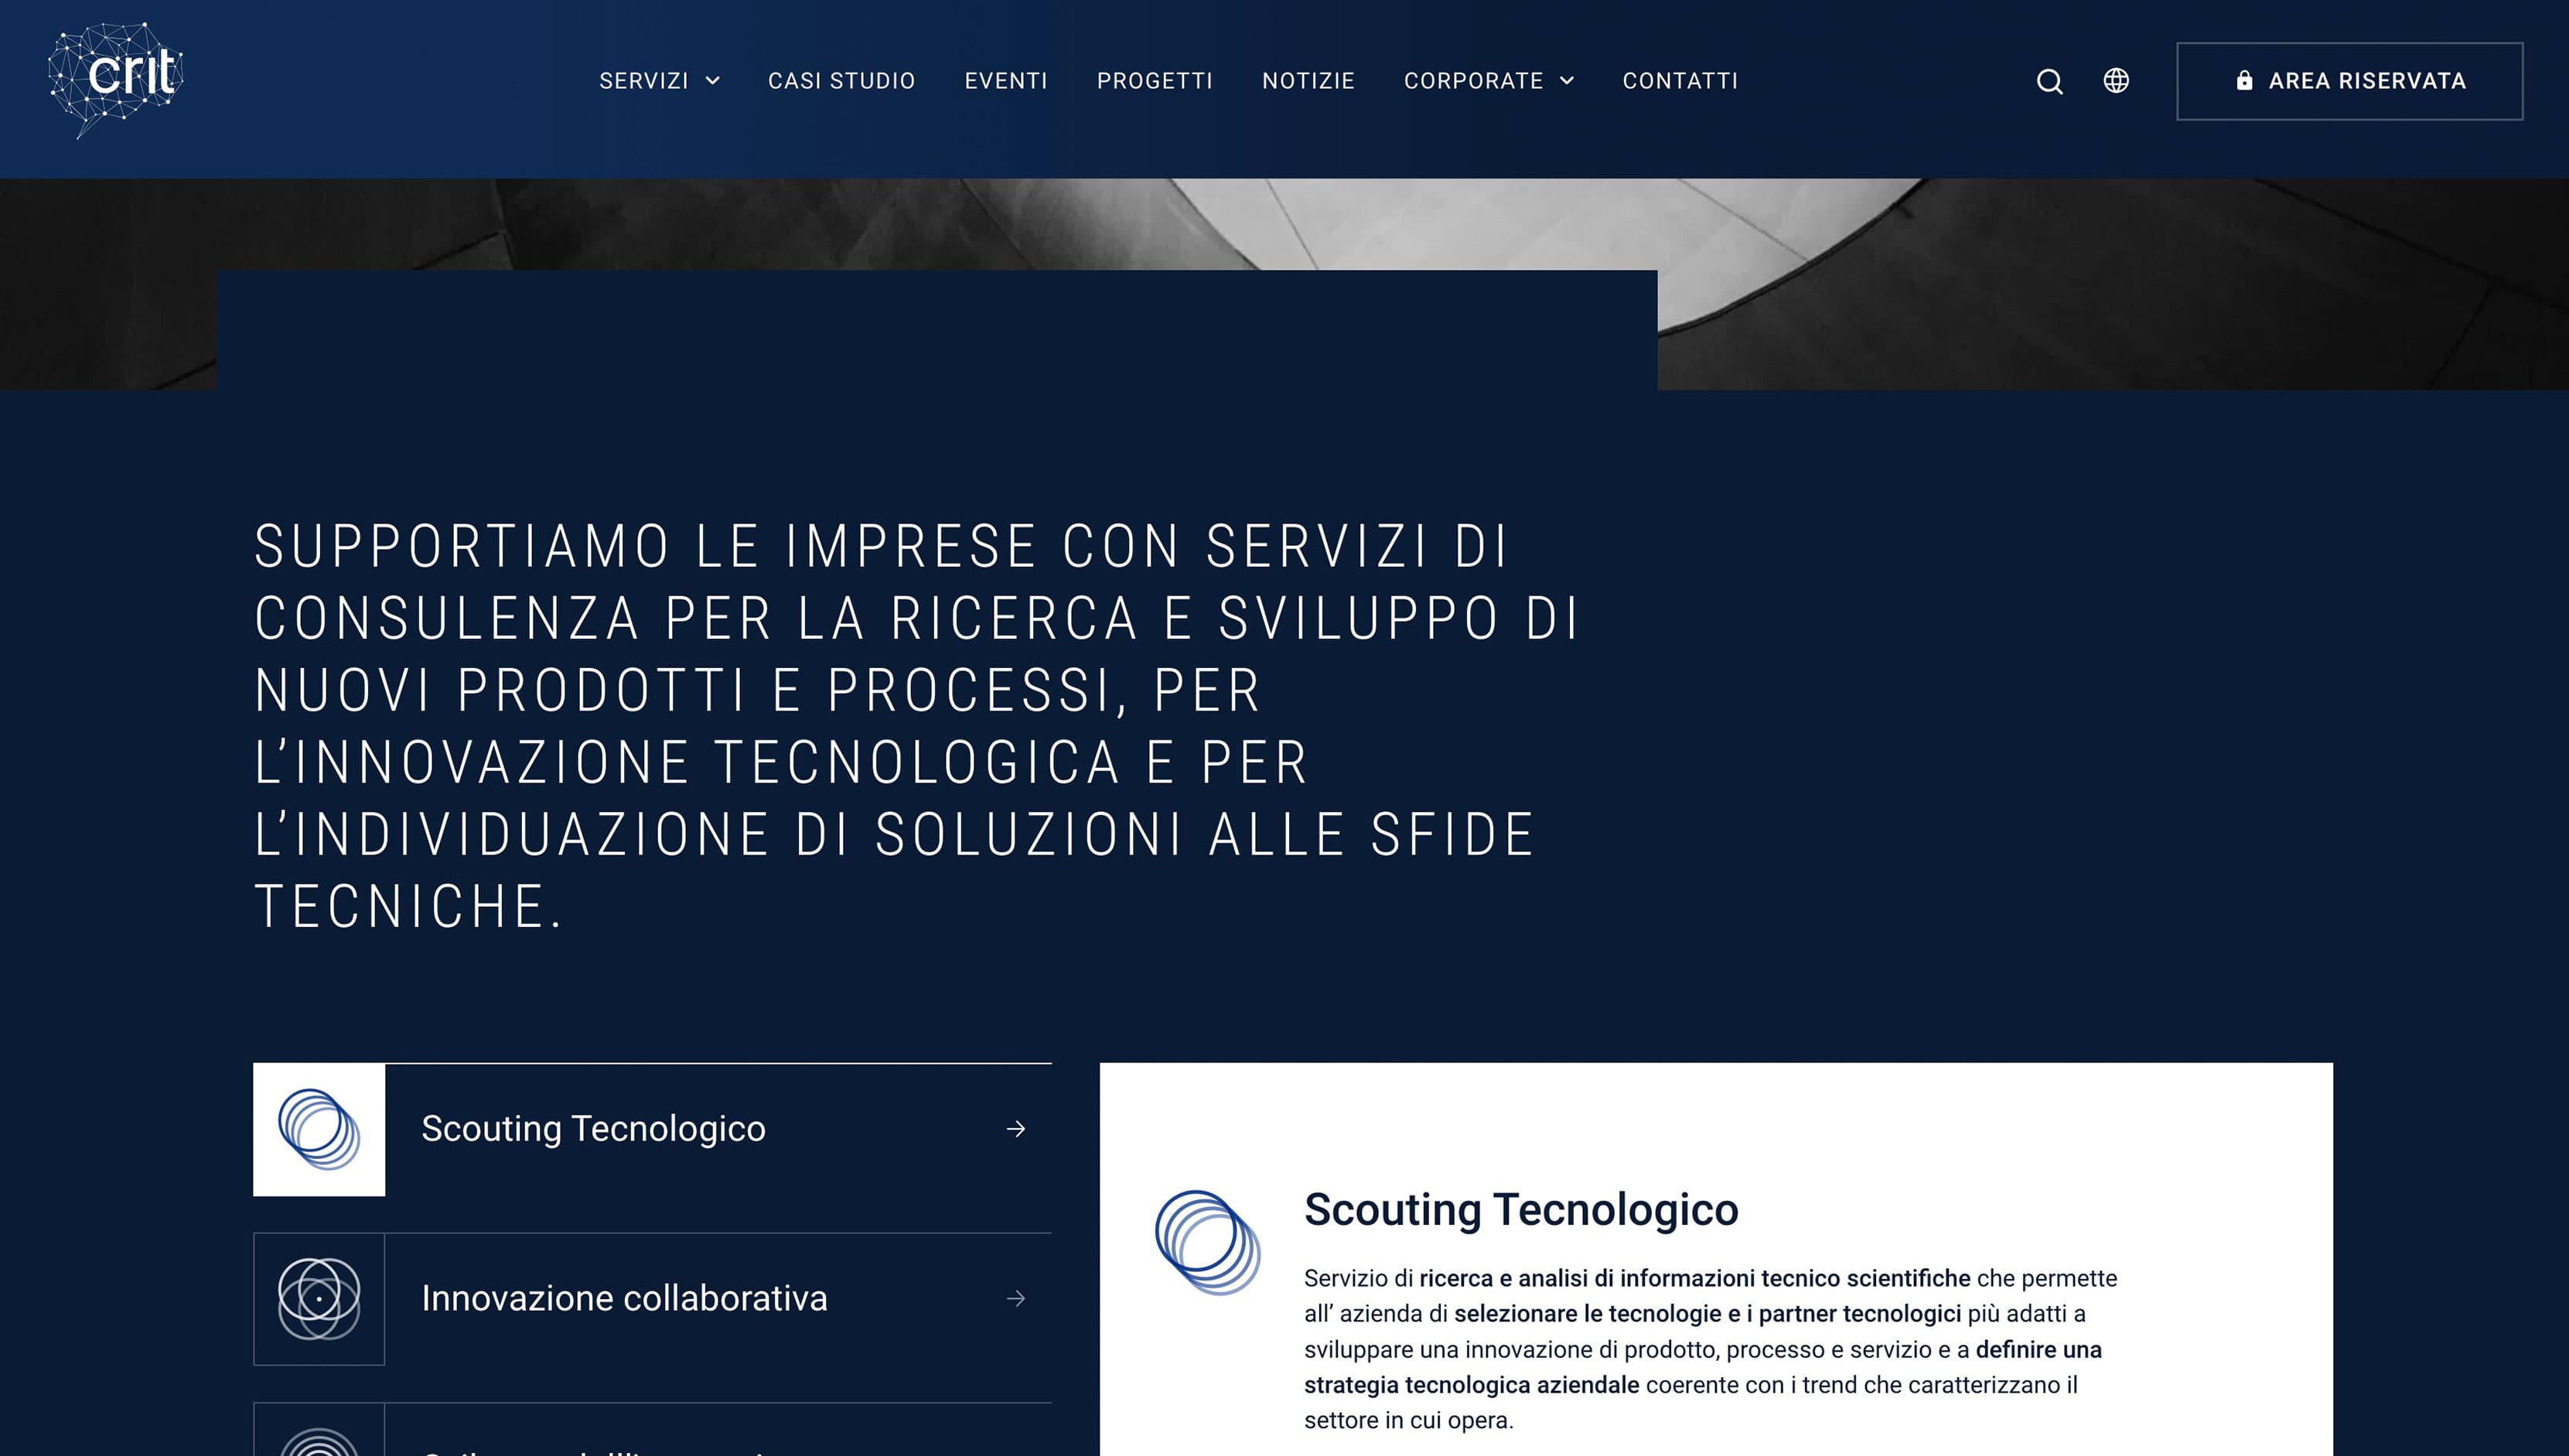 crit
SERVIZI
CASI STUDIO
EVENTI
PROGETTI
NOTIZIE
CORPORATE
CONTATTI
AREA RISERVATA
SUPPORTIAMO LE IMPRESE CON SERVIZI DI
CONSULENZA PER LA RICERCA E SVILUPPO DI
NUOVI PRODOTTI E PROCESSI, PER
L’INNOVAZIONE TECNOLOGICA E PER
L’INDIVIDUAZIONE DI SOLUZIONI ALLE SFIDE
TECNICHE.
Scouting Tecnologico
Innovazione collaborativa
Scouting Tecnologico
Servizio di ricerca e analisi di informazioni tecnico scientifiche che permette
all’ azienda di selezionare le tecnologie e i partner tecnologici più adatti a
sviluppare una innovazione di prodotto, processo e servizio e a definire una
strategia tecnologica aziendale coerente con i trend che caratterizzano il
settore in cui opera.